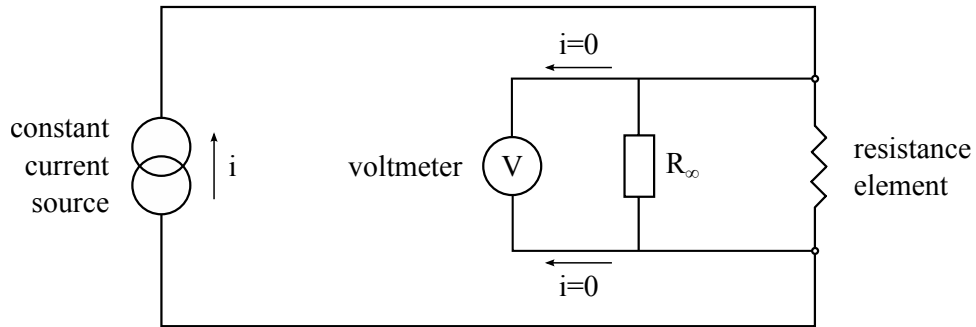 i=0
constant
current
source
i
voltmeter
V
R∞
resistance
element
i=0